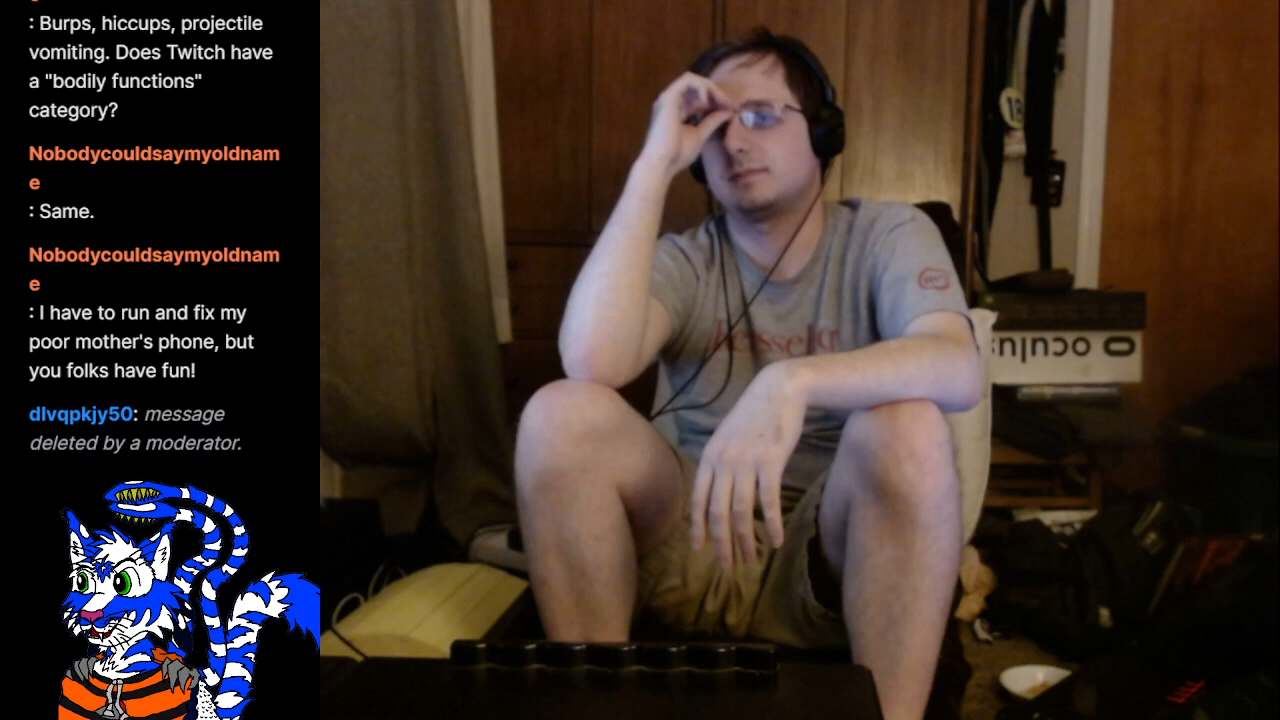 : Burps, hiccups, projectile
vomiting. Does Twitch have
a "bodily functions"
category?
Nobodycouldsaymyoldnam
e
: Same.
Nobodycouldsaymyoldnam
e
: I have to run and fix my
poor mother's phone, but
you folks have fun!
dlvqpkjy50: message
deleted by a moderator.
18
oculus